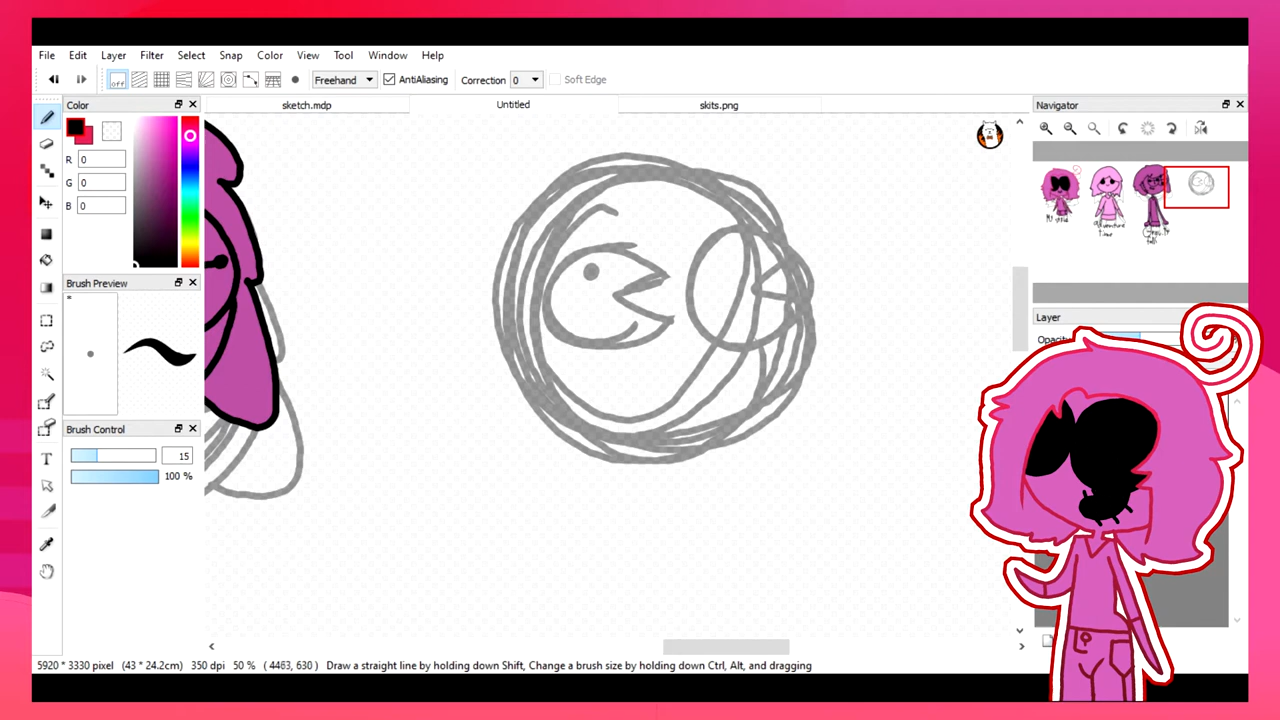 File Edit Layer Filter Select Snap Color View Tool Window Help
off Freehand AntiAliasing Correction 0 Soft Edge
Color sketch.mdp Untitled skits.png Navigator
R 0
G 0
B 0
Brush Preview
*
Layer
Brush Control
15
100 %
T
5920 * 3330 pixel (43 * 24.2cm) 350 dpi 50 % ( 4463, 630 ) Draw a straight line by holding down Shift, Change a brush size by holding down Ctrl, Alt, and dragging